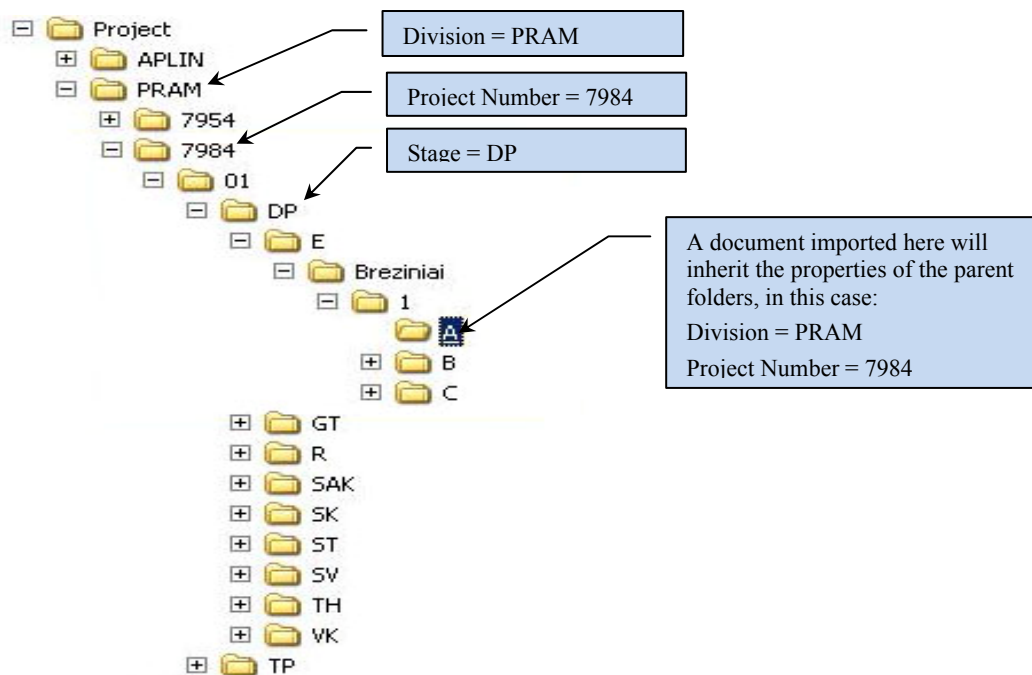 Project
APLIN
PRAM
7954
7984
01
DP
E
Breziniai
1
A
B
C
GT
R
SAK
SK
ST
SV
TH
VK
TP
Division = PRAM
Project Number = 7984
Stage = DP
A document imported here will
inherit the properties of the parent
folders, in this case:
Division = PRAM
Project Number = 7984